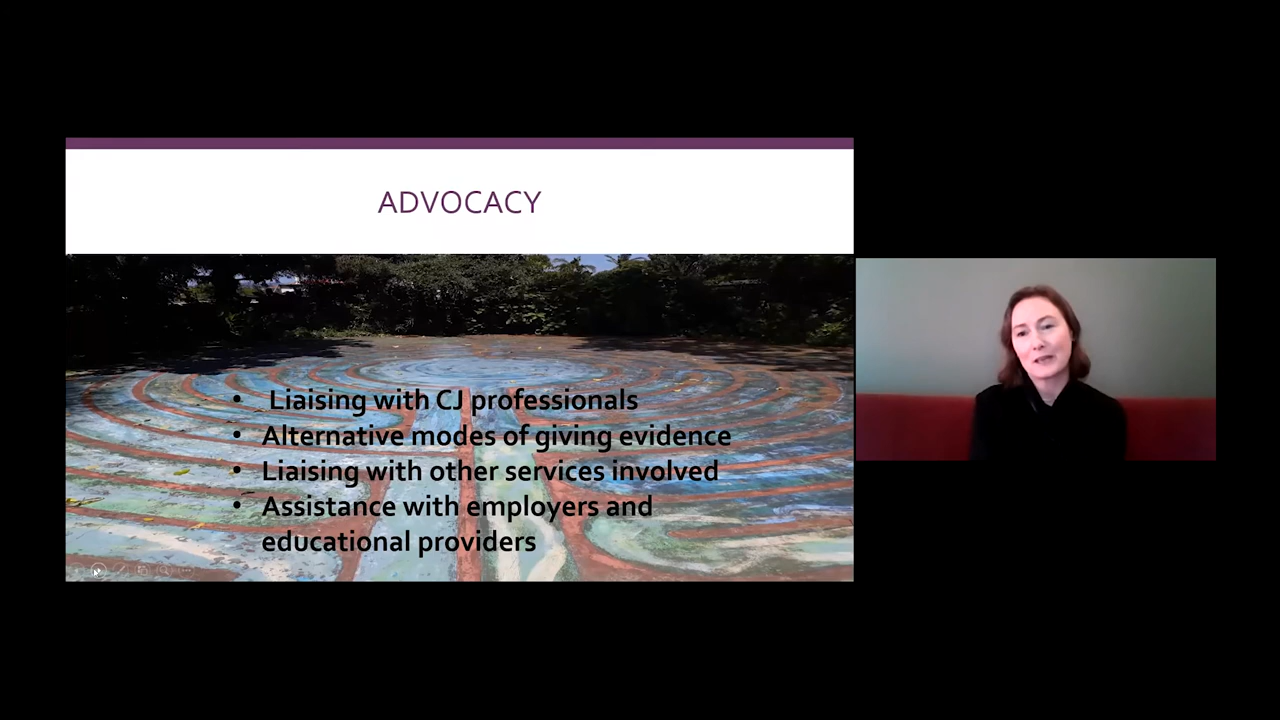 ADVOCACY
• Liaising with CJ professionals
• Alternative modes of giving evidence
• Liaising with other services involved
• Assistance with employers and
educational providers